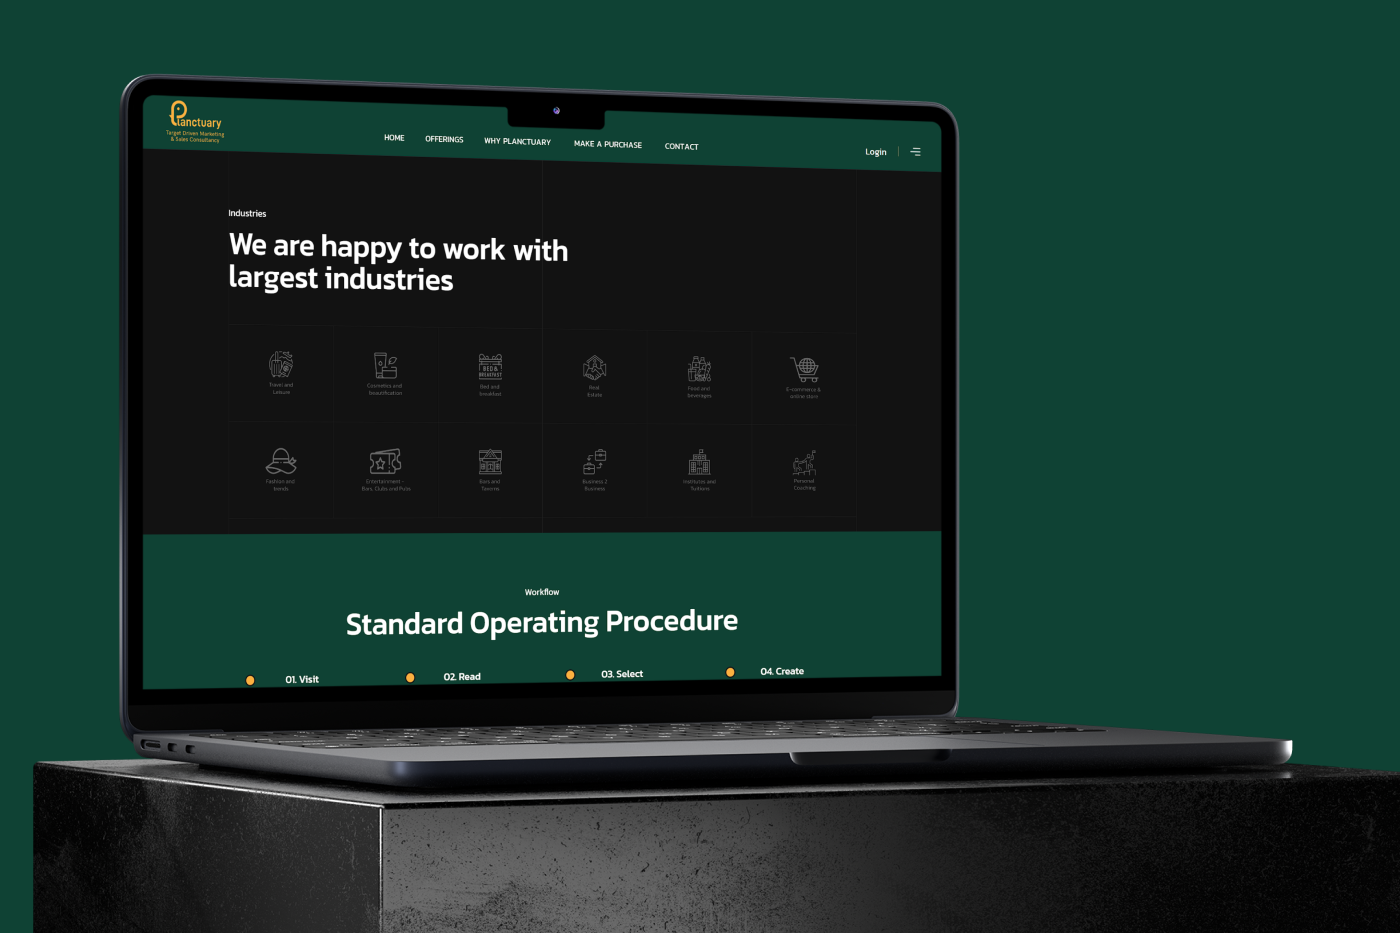 Planctuary
Target Driven Marketing
& Sales Consultancy
HOME
OFFERINGS
WHY PLANCTUARY
MAKE A PURCHASE
CONTACT
Login
Industries
We are happy to work with
largest industries
BED &
BREAKFAST
Travel and
Leisure
Cosmetics and
beautification
Bed and
breakfast
Real
Estate
Food and
beverages
E-commerce &
online store
Fashion and
trends
Entertainment -
Bars, Clubs and Pubs
Bars and
Taverns
Business 2
Business
Institutes and
Tuitions
Personal
Coaching
Workflow
Standard Operating Procedure
01. Visit
02. Read
03. Select
04. Create